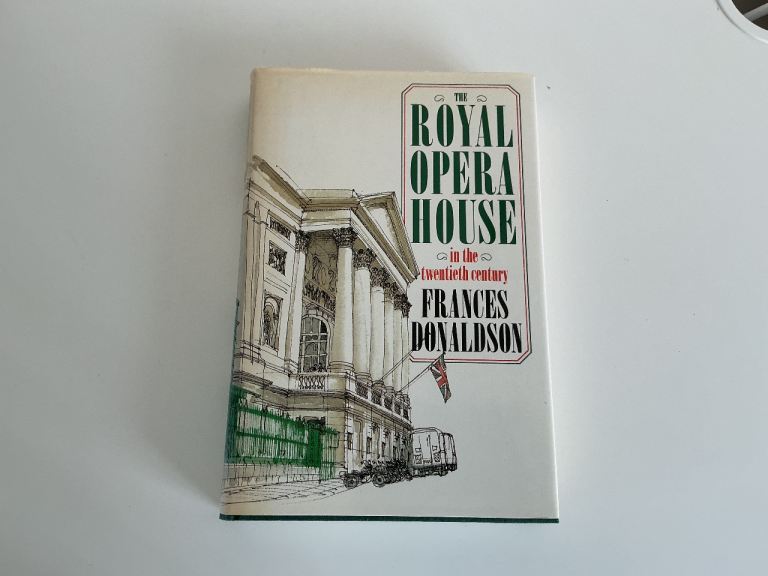 THE
ROYAL
OPERA
HOUSE
in the
twentieth century
FRANCES
DONALDSON